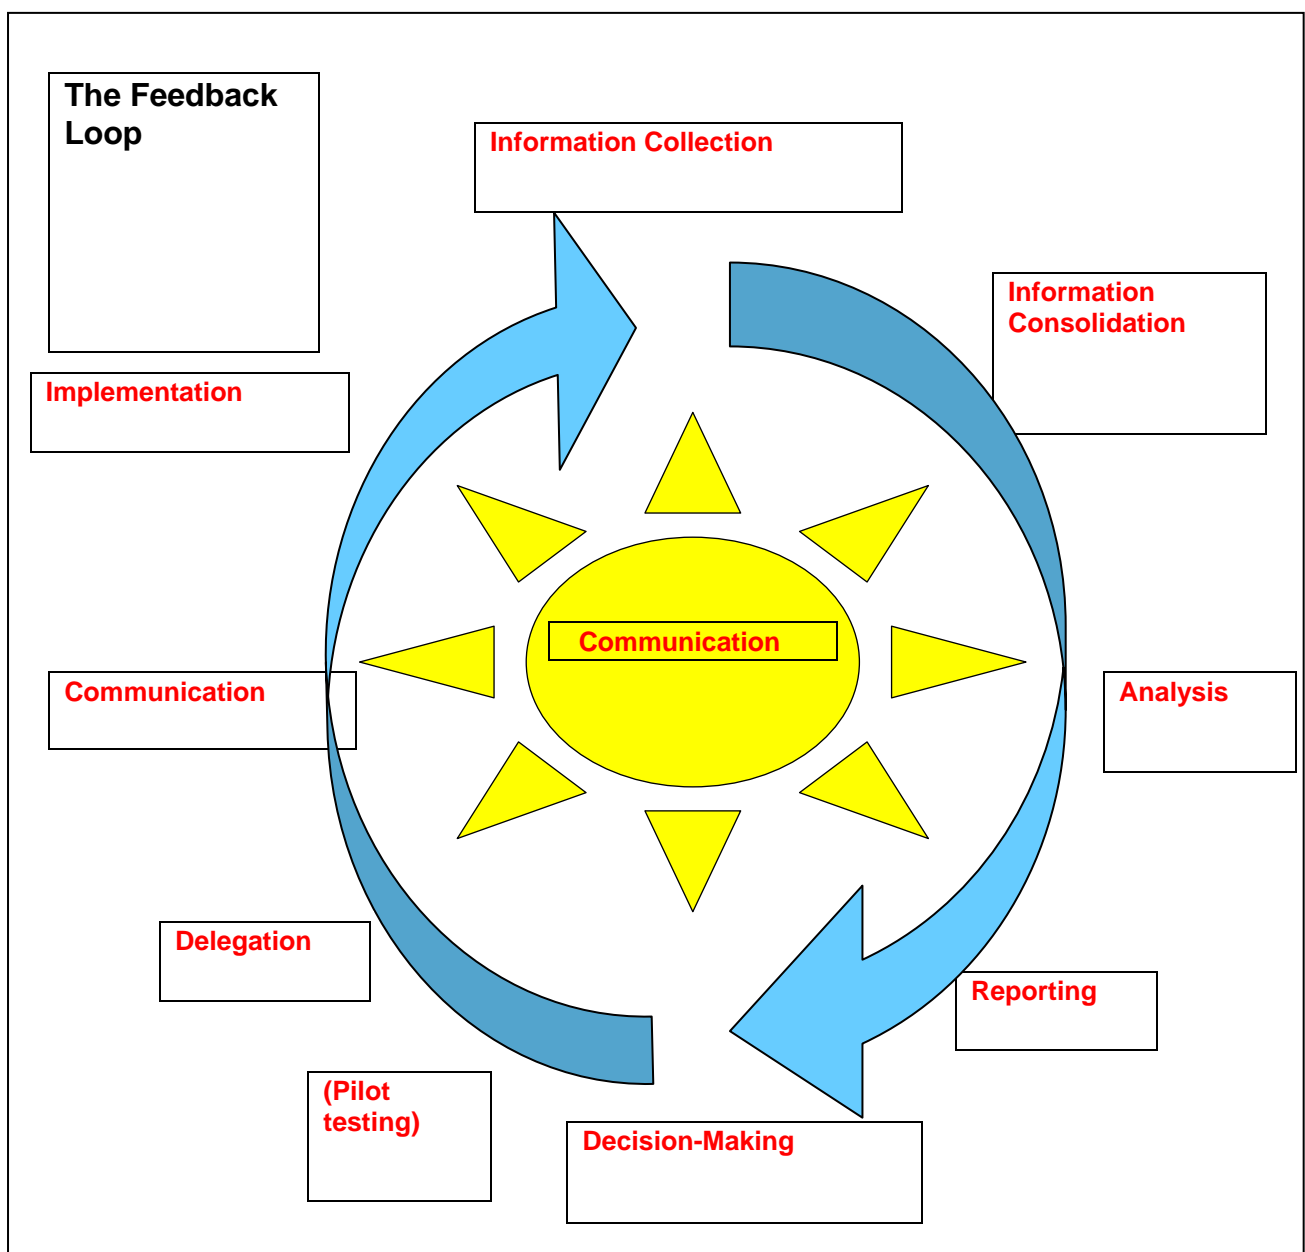 The Feedback
Loop
Information Collection
Information
Consolidation
Implementation
Communication
Communication
Analysis
Delegation
Reporting
(Pilot
testing)
Decision-Making